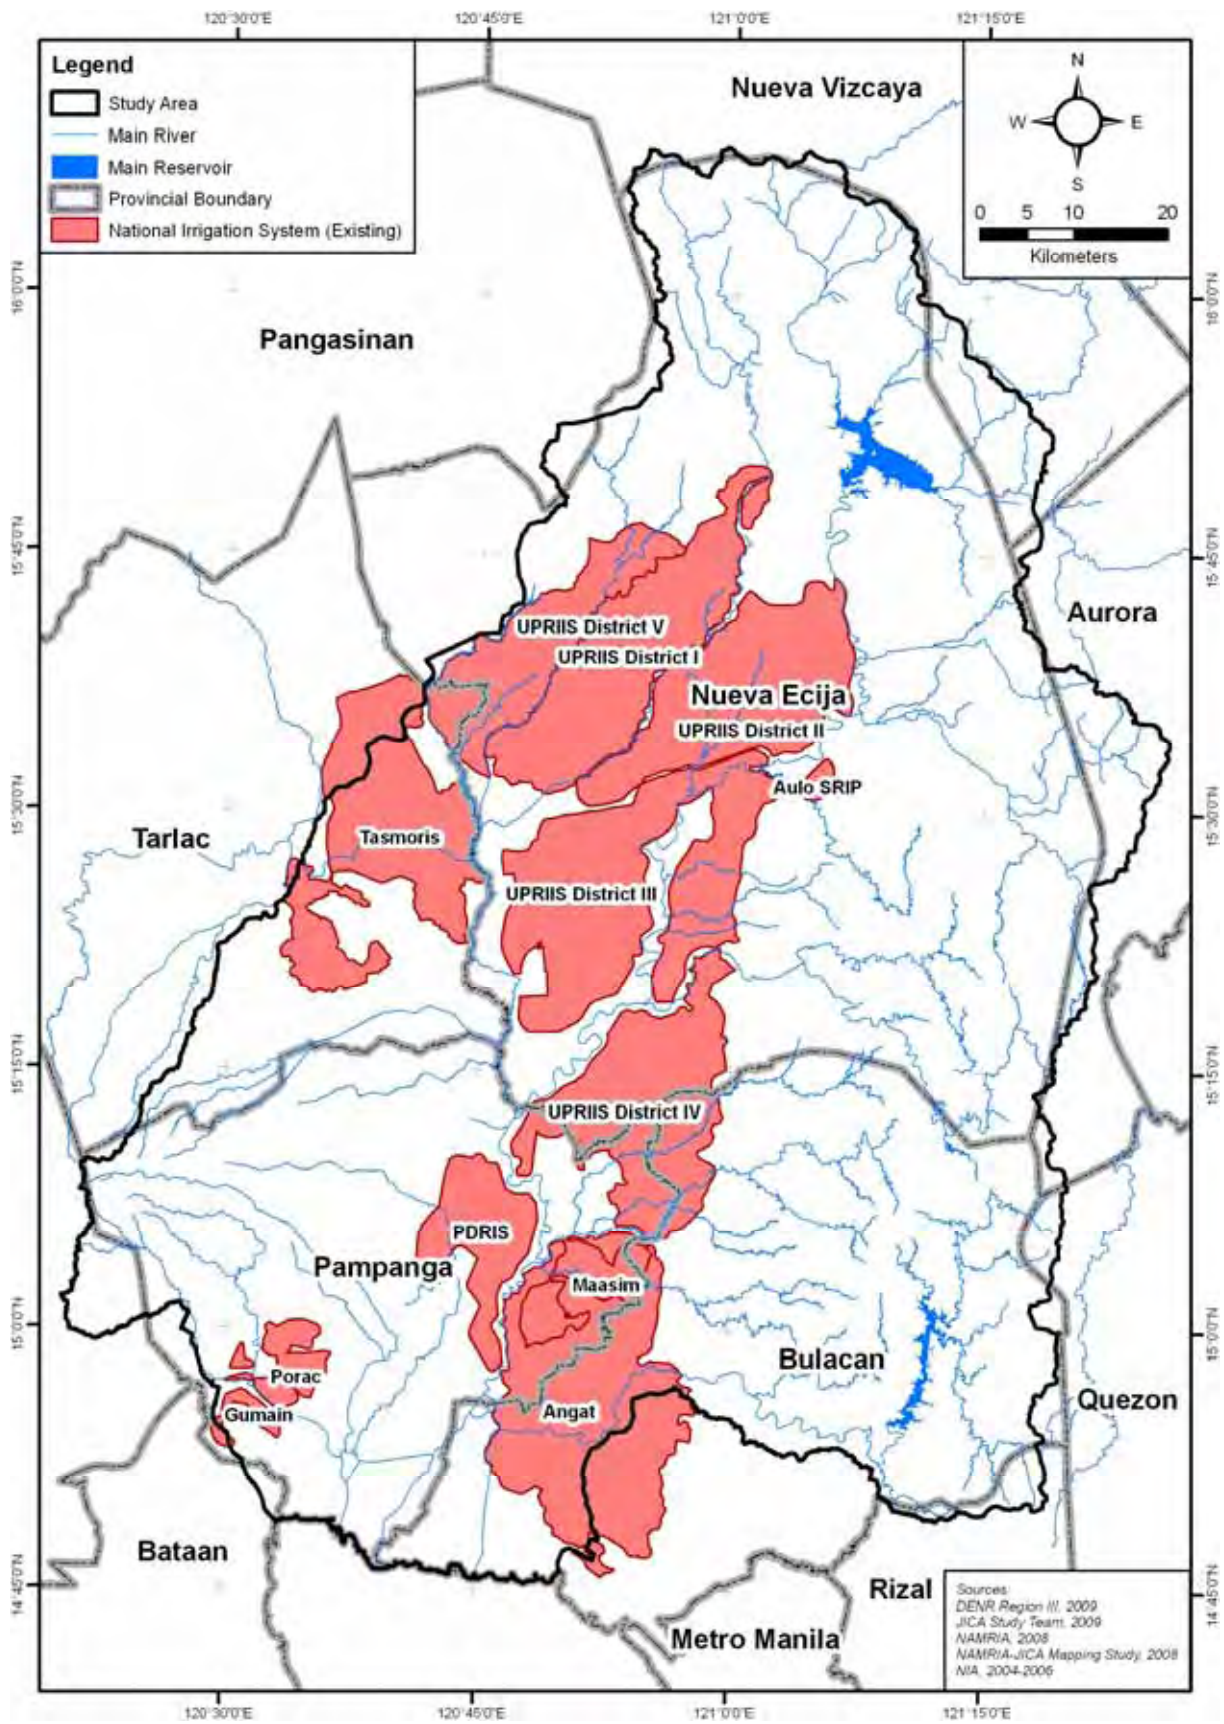 120°30'0"E
120°45'0"E
121°0'0"E
121°15'0"E
Legend
Study Area
Main River
Main Reservoir
Provincial Boundary
National Irrigation System (Existing)
Nueva Vizcaya
N
W
E
S
0 5 10 20
Kilometers
16°0'0"N
16°0'0"N
Pangasinan
15°45'0"N
15°45'0"N
Aurora
UPRIIS District V
UPRIIS District I
Nueva Ecija
UPRIIS District II
Aulo SRIP
15°30'0"N
15°30'0"N
Tarlac
Tasmoris
UPRIIS District III
15°15'0"N
15°15'0"N
UPRIIS District IV
PDRIS
Pampanga
Maasim
15°0'0"N
15°0'0"N
Bulacan
Porac
Quezon
Gumain
Angat
Bataan
14°45'0"N
14°45'0"N
Rizal
Metro Manila
Sources:
DENR Region III, 2009
JICA Study Team, 2009
NAMRIA, 2008
NAMRIA-JICA Mapping Study, 2008
NIA, 2004-2006
120°30'0"E
120°45'0"E
121°0'0"E
121°15'0"E